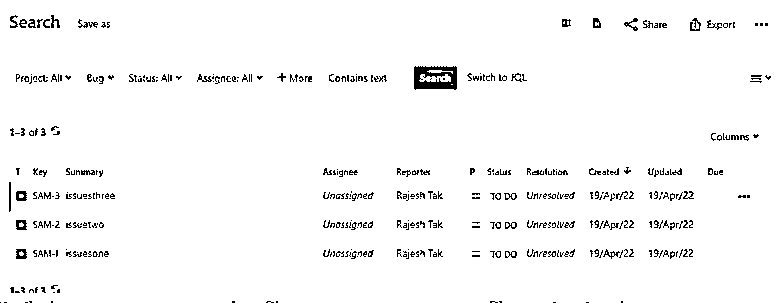 Search Save as Share Export
Project: All Bug Status: All Assignee: All + More Contains text Search Switch to JQL
1-3 of 3
Columns
T Key Summary Assignee Reporter P Status Resolution Created Updated Due
SAM-3 issuesthree Unassigned Rajesh Tak TO DO Unresolved 19/Apr/22 19/Apr/22
SAM-2 issuetwo Unassigned Rajesh Tak TO DO Unresolved 19/Apr/22 19/Apr/22
SAM-1 issuesone Unassigned Rajesh Tak TO DO Unresolved 19/Apr/22 19/Apr/22
1-3 of 3